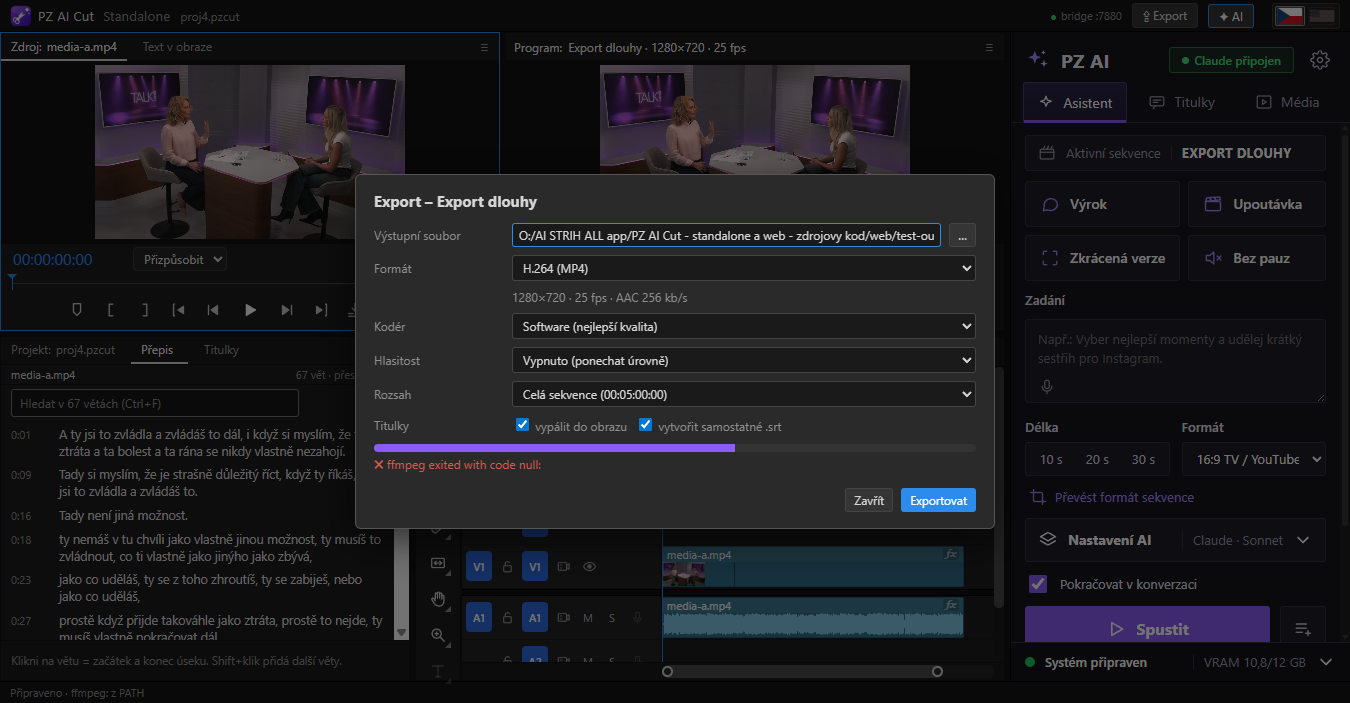 PZ AI Cut Standalone proj4.pzcut
bridge :7880
Export
AI
Zdroj: media-a.mp4
Text v obraze
Program: Export dlouhy · 1280×720 · 25 fps
TALK!
TALK!
00:00:00:00
Přizpůsobit
Projekt: proj4.pzcut
Přepis
Titulky
media-a.mp4
67 vět · přes
Hledat v 67 větách (Ctrl+F)
0:01 A ty jsi to zvládla a zvládáš to dál, i když si myslím, že
ztráta a ta bolest a ta rána se nikdy vlastně nezahojí.
0:09 Tady si myslím, že je strašně důležitý říct, když ty říkáš,
jsi to zvládla a zvládáš to.
0:16 Tady není jiná možnost.
0:18 ty nemáš v tu chvíli jako vlastně jinou možnost, ty musíš to
zvládnout, co ti vlastně jako jinýho jako zbývá,
0:23 jako co uděláš, ty se z toho zhroutíš, ty se zabiješ, nebo
jako co uděláš,
0:27 prostě když přijde takováhle jako ztráta, prostě to nejde, ty
musíš vlastně pokračovat dál
Klikni na větu = začátek a konec úseku. Shift+klik přidá další věty.
Připraveno · ffmpeg: z PATH
Export – Export dlouhy
Výstupní soubor
O:/AI STRIH ALL app/PZ AI Cut - standalone a web - zdrojovy kod/web/test-ou
...
Formát
H.264 (MP4)
1280×720 · 25 fps · AAC 256 kb/s
Kodér
Software (nejlepší kvalita)
Hlasitost
Vypnuto (ponechat úrovně)
Rozsah
Celá sekvence (00:05:00:00)
Titulky
vypálit do obrazu
vytvořit samostatné .srt
✕ ffmpeg exited with code null:
Zavřít
Exportovat
V1
V1
media-a.mp4
fx
A1
A1
M
S
media-a.mp4
fx
A2
M
S
PZ AI
Claude připojen
Asistent
Titulky
Média
Aktivní sekvence
EXPORT DLOUHY
Výrok
Upoutávka
Zkrácená verze
Bez pauz
Zadání
Např.: Vyber nejlepší momenty a udělej krátký
sestřih pro Instagram.
Délka
Formát
10 s
20 s
30 s
16:9 TV / YouTube
Převést formát sekvence
Nastavení AI
Claude · Sonnet
Pokračovat v konverzaci
Spustit
Systém připraven
VRAM 10,8/12 GB